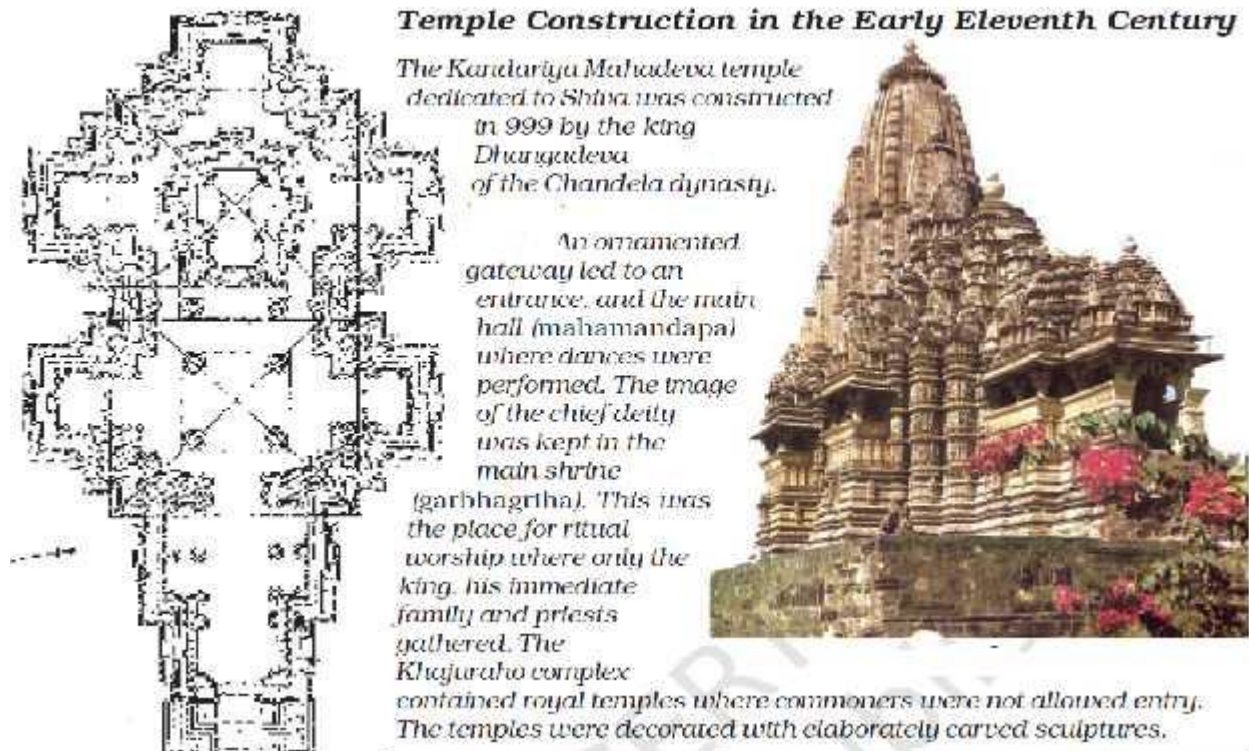 Temple Construction in the Early Eleventh Century
The Kandariya Mahadeva temple
dedicated to Shiva was constructed
in 999 by the king
Dhangadeva
of the Chandela dynasty.
An ornamented
gateway led to an
entrance, and the main
hall (mahamandapa)
where dances were
performed. The image
of the chief deity
was kept in the
main shrine
(garbhagriha). This was
the place for ritual
worship where only the
king, his immediate
family and priests
gathered. The
Khajuraho complex
contained royal temples where commoners were not allowed entry.
The temples were decorated with elaborately carved sculptures.